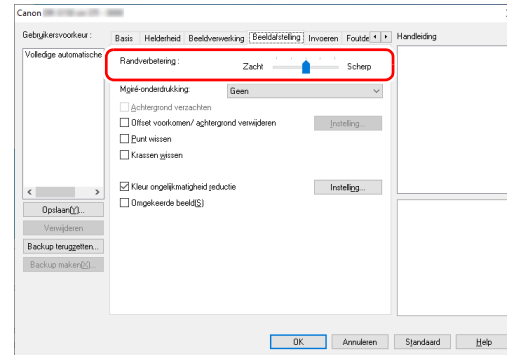 Canon
Gebruikersvoorkeur :
Volledige automatische
Opslaan(Y)...
Verwijderen
Backup terugzetten...
Backup maken(X)...
Basis Helderheid Beeldverwerking Beeldafstelling Invoeren Foutde
Randverbetering :
Zacht Scherp
Moiré-onderdrukking: Geen
Achtergrond verzachten
Offset voorkomen/ achtergrond verwijderen Instelling...
Punt wissen
Krassen wissen
Kleur ongelijkmatigheid reductie Instelling...
Omgekeerde beeld(S)
Handleiding
OK Annuleren Standaard Help